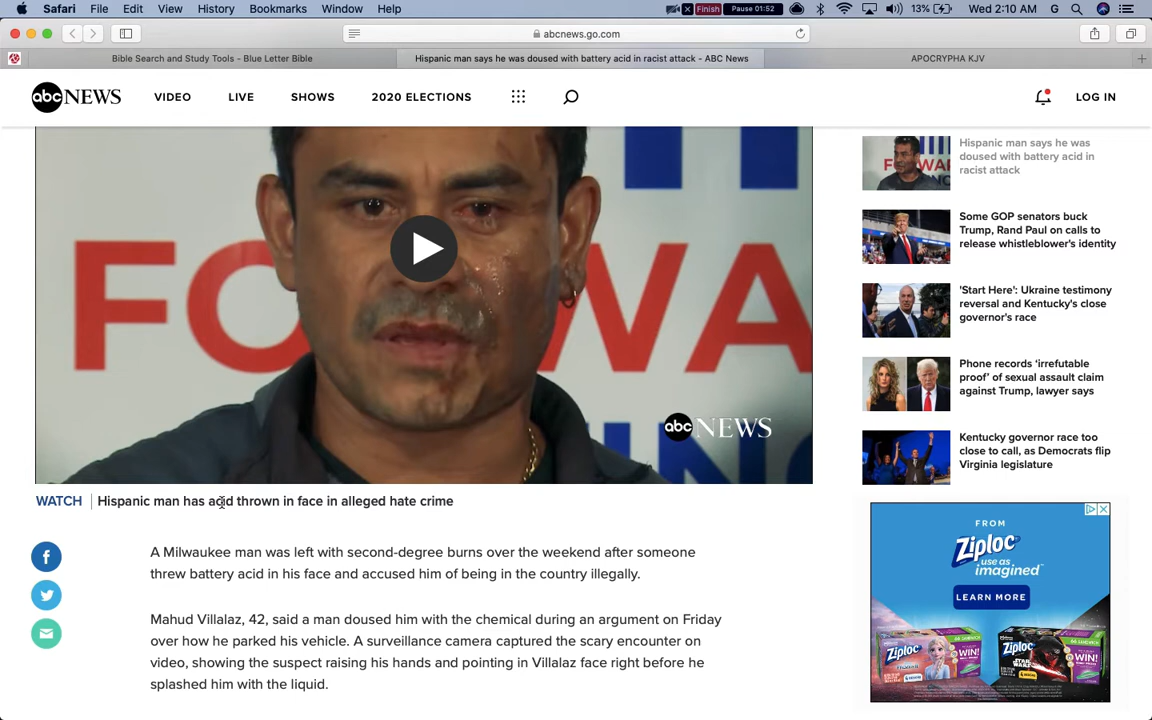 Safari File Edit View History Bookmarks Window Help
Finish Pause 01:52 13% Wed 2:10 AM G
abcnews.go.com
Bible Search and Study Tools - Blue Letter Bible
Hispanic man says he was doused with battery acid in racist attack - ABC News
APOCRYPHA KJV
abc NEWS VIDEO LIVE SHOWS 2020 ELECTIONS LOG IN
FORWA
abc NEWS
WATCH Hispanic man has acid thrown in face in alleged hate crime
A Milwaukee man was left with second-degree burns over the weekend after someone
threw battery acid in his face and accused him of being in the country illegally.
Mahud Villalaz, 42, said a man doused him with the chemical during an argument on Friday
over how he parked his vehicle. A surveillance camera captured the scary encounter on
video, showing the suspect raising his hands and pointing in Villalaz face right before he
splashed him with the liquid.
Hispanic man says he was
doused with battery acid in
racist attack
Some GOP senators buck
Trump, Rand Paul on calls to
release whistleblower's identity
'Start Here': Ukraine testimony
reversal and Kentucky's close
governor's race
Phone records ‘irrefutable
proof’ of sexual assault claim
against Trump, lawyer says
Kentucky governor race too
close to call, as Democrats flip
Virginia legislature
FROM
Ziploc
use as
imagined
LEARN MORE
Ziploc WIN!
Ziploc WIN!